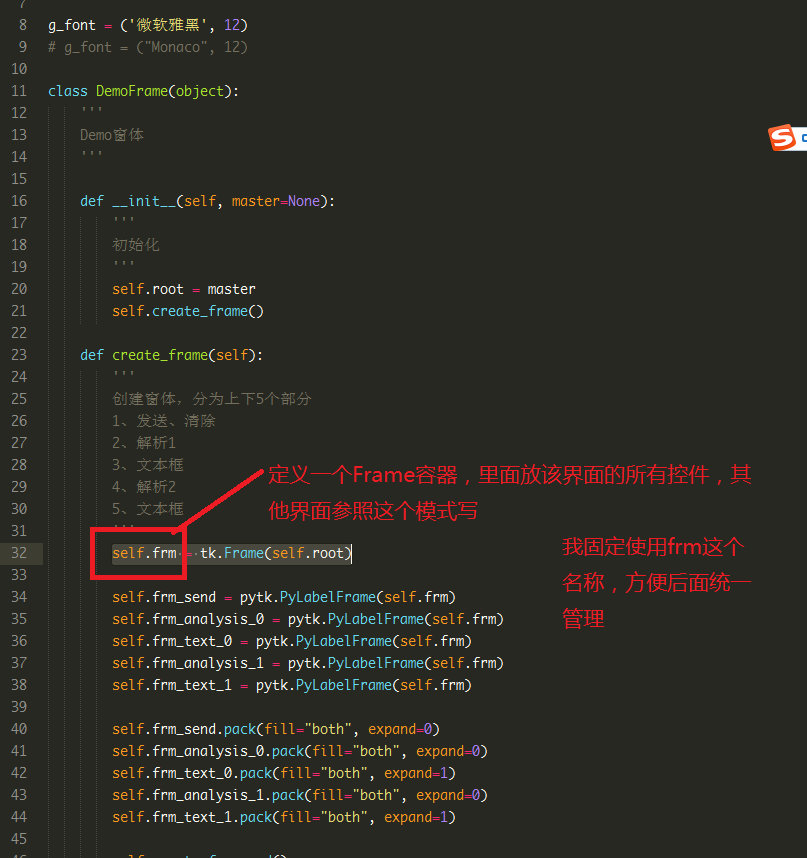 7
8 g_font = ('微软雅黑', 12)
9 # g_font = ("Monaco", 12)
10
11 class DemoFrame(object):
12 '''
13 Demo窗体
14 '''
15
16 def __init__(self, master=None):
17 '''
18 初始化
19 '''
20 self.root = master
21 self.create_frame()
22
23 def create_frame(self):
24 '''
25 创建窗体，分为上下5个部分
26 1、发送、清除
27 2、解析1
28 3、文本框
29 4、解析2
30 5、文本框
31 '''
32 self.frm = tk.Frame(self.root)
33
34 self.frm_send = pytk.PyLabelFrame(self.frm)
35 self.frm_analysis_0 = pytk.PyLabelFrame(self.frm)
36 self.frm_text_0 = pytk.PyLabelFrame(self.frm)
37 self.frm_analysis_1 = pytk.PyLabelFrame(self.frm)
38 self.frm_text_1 = pytk.PyLabelFrame(self.frm)
39
40 self.frm_send.pack(fill="both", expand=0)
41 self.frm_analysis_0.pack(fill="both", expand=0)
42 self.frm_text_0.pack(fill="both", expand=1)
43 self.frm_analysis_1.pack(fill="both", expand=0)
44 self.frm_text_1.pack(fill="both", expand=1)
45
定义一个Frame容器，里面放该界面的所有控件，其
他界面参照这个模式写
我固定使用frm这个
名称，方便后面统一
管理
S